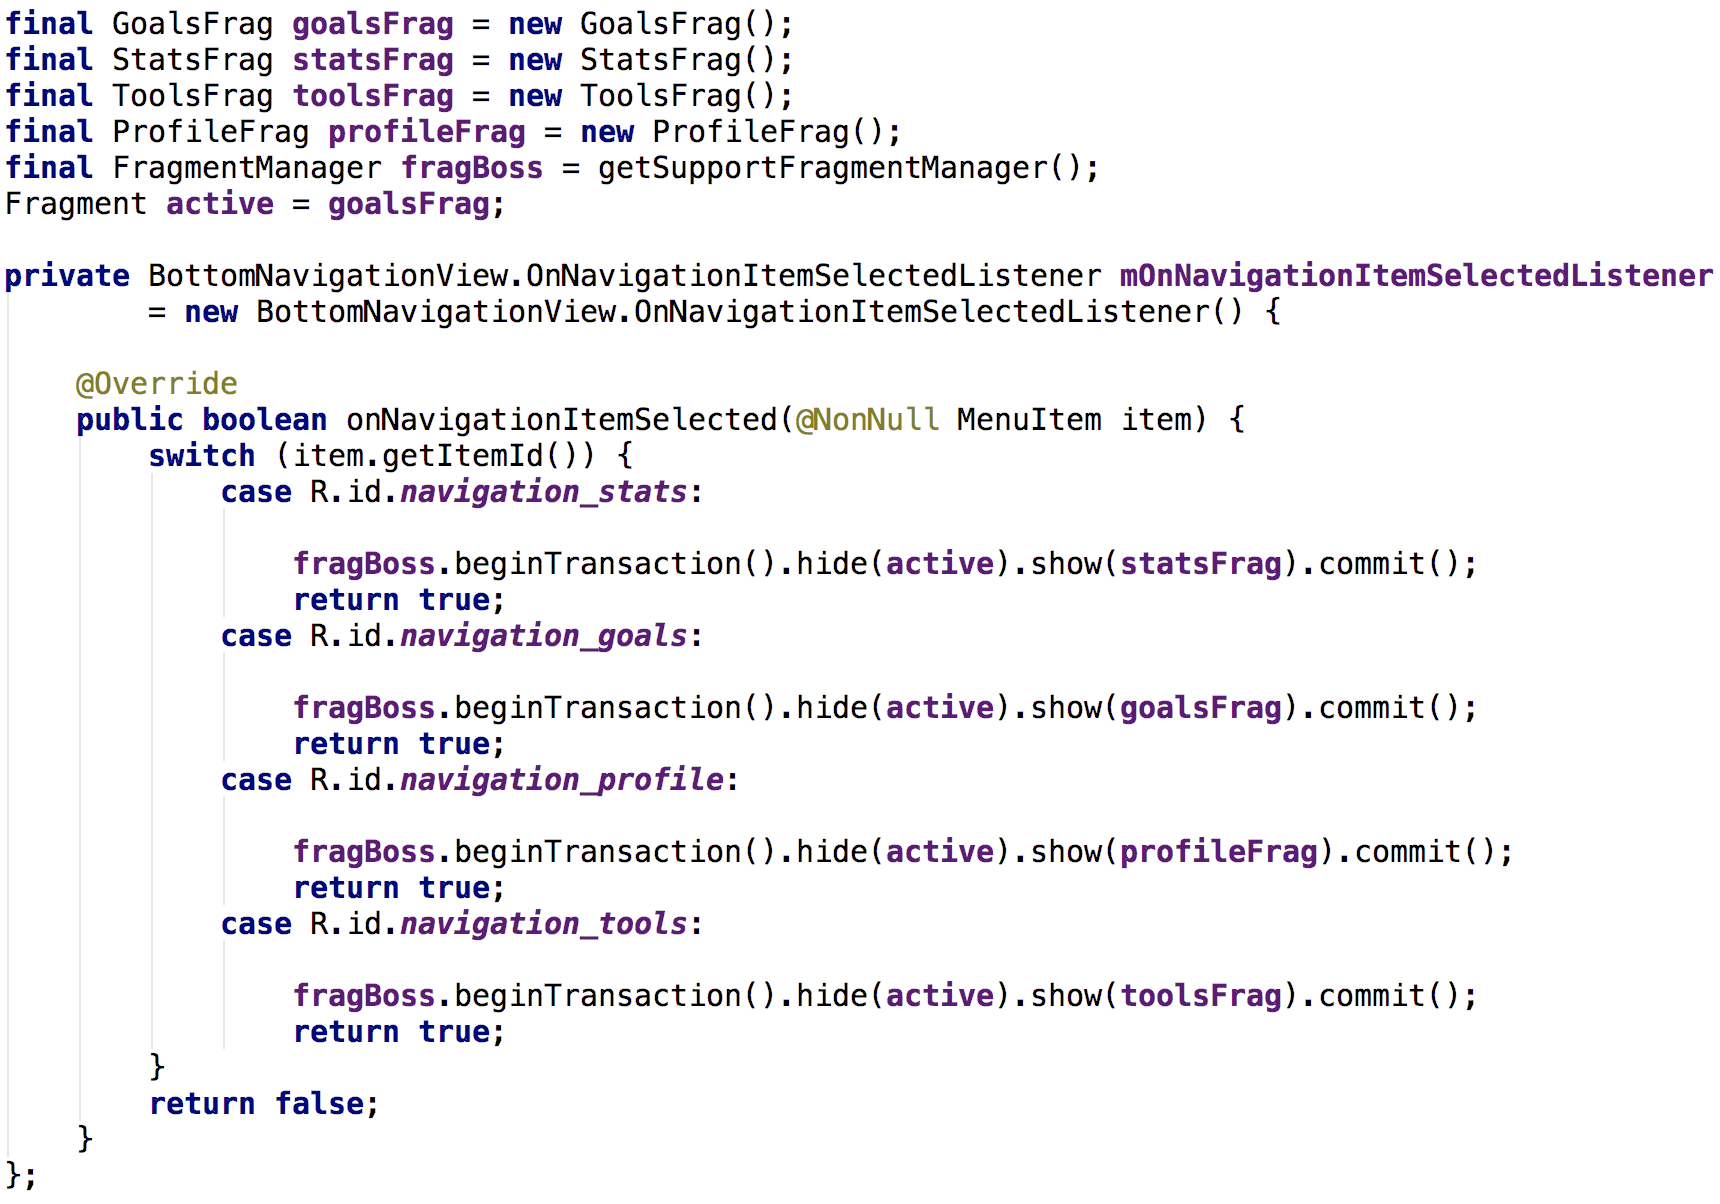 final GoalsFrag goalsFrag = new GoalsFrag();
final StatsFrag statsFrag = new StatsFrag();
final ToolsFrag toolsFrag = new ToolsFrag();
final ProfileFrag profileFrag = new ProfileFrag();
final FragmentManager fragBoss = getSupportFragmentManager();
Fragment active = goalsFrag;

private BottomNavigationView.OnNavigationItemSelectedListener mOnNavigationItemSelectedListener
        = new BottomNavigationView.OnNavigationItemSelectedListener() {

    @Override
    public boolean onNavigationItemSelected(@NonNull MenuItem item) {
        switch (item.getItemId()) {
            case R.id.navigation_stats:

                fragBoss.beginTransaction().hide(active).show(statsFrag).commit();
                return true;
            case R.id.navigation_goals:

                fragBoss.beginTransaction().hide(active).show(goalsFrag).commit();
                return true;
            case R.id.navigation_profile:

                fragBoss.beginTransaction().hide(active).show(profileFrag).commit();
                return true;
            case R.id.navigation_tools:

                fragBoss.beginTransaction().hide(active).show(toolsFrag).commit();
                return true;
        }
        return false;
    }
};